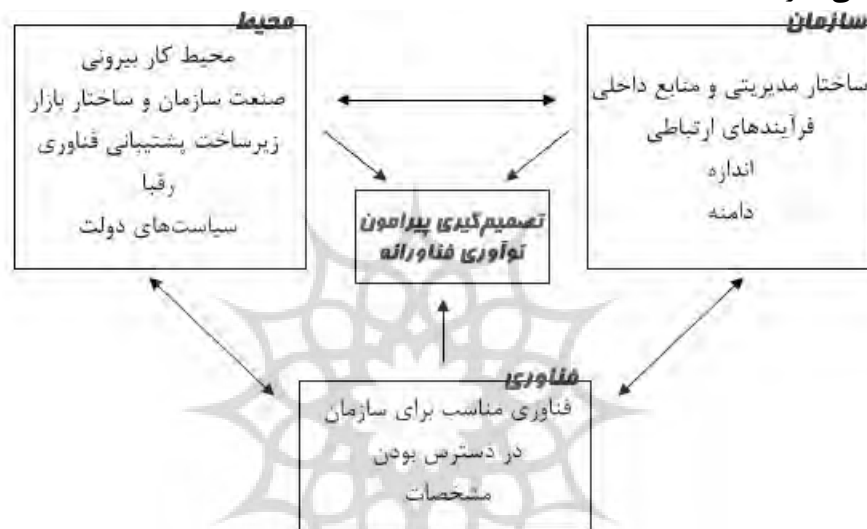 سازمان
ساختار مدیریتی و منابع داخلی
فرآیندهای ارتباطی
اندازه
دامنه
محیط
محیط کار بیرونی
صنعت سازمان و ساختار بازار
زیرساخت پشتیبانی فناوری
رقبا
سیاست‌های دولت
تصمیم‌گیری پیرامون
نوآوری فناورانه
فناوری
فناوری مناسب برای سازمان
در دسترس بودن
مشخصات